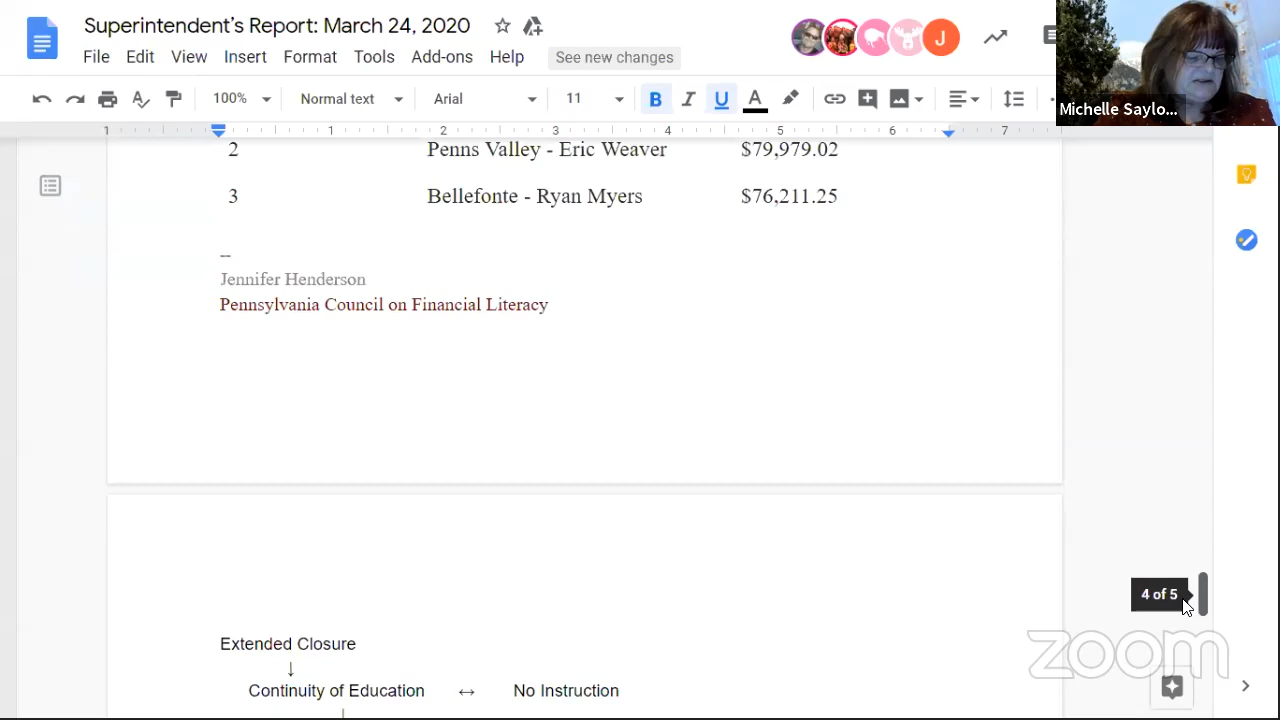 Superintendent's Report: March 24, 2020
File Edit View Insert Format Tools Add-ons Help See new changes
J
100% Normal text Arial 11 B I U A
Michelle Saylo...
1 1 2 3 4 5 6 7
2 Penns Valley - Eric Weaver $79,979.02
3 Bellefonte - Ryan Myers $76,211.25
--
Jennifer Henderson
Pennsylvania Council on Financial Literacy
4 of 5
Extended Closure
↓
Continuity of Education ↔ No Instruction
zoom